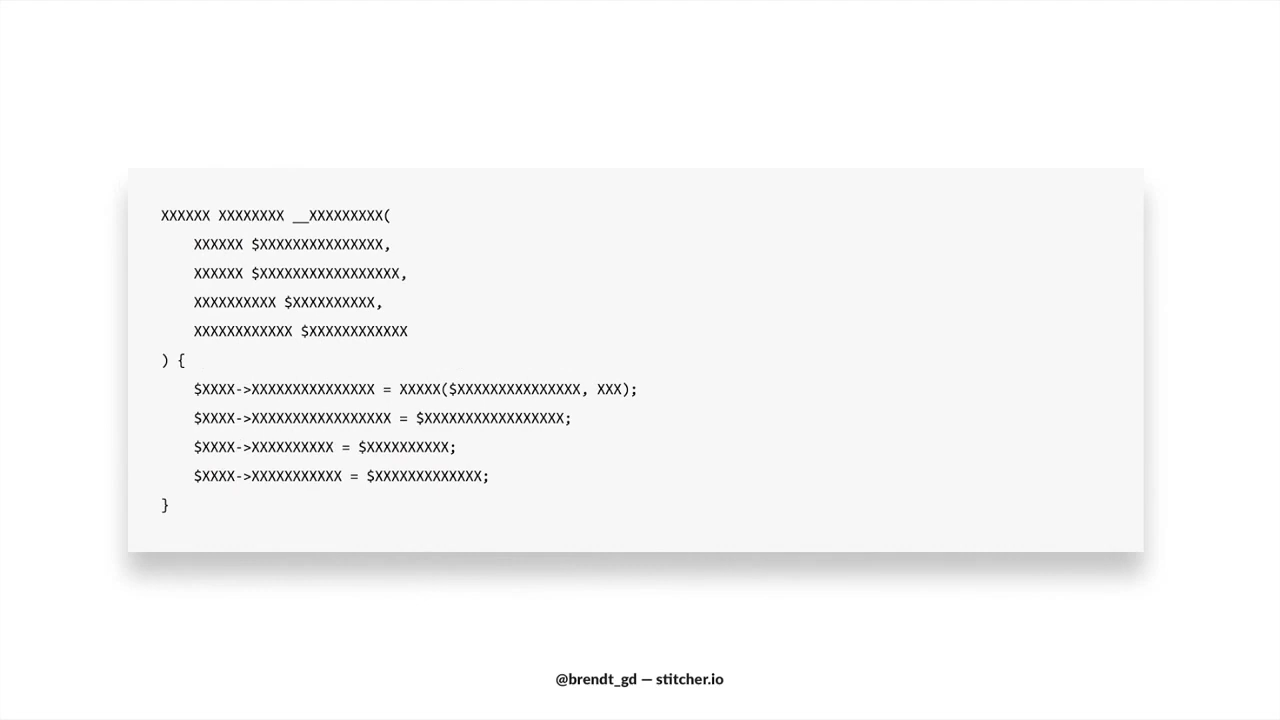 XXXXXX XXXXXXXX __XXXXXXXXX(
    XXXXXX $XXXXXXXXXXXXXXX,
    XXXXXX $XXXXXXXXXXXXXXXXX,
    XXXXXXXXXX $XXXXXXXXXX,
    XXXXXXXXXXXX $XXXXXXXXXXXX
) {
    $XXXX->XXXXXXXXXXXXXXX = XXXXX($XXXXXXXXXXXXXXX, XXX);
    $XXXX->XXXXXXXXXXXXXXXXX = $XXXXXXXXXXXXXXXXX;
    $XXXX->XXXXXXXXXX = $XXXXXXXXXX;
    $XXXX->XXXXXXXXXXX = $XXXXXXXXXXXXX;
}
@brendt_gd — stitcher.io